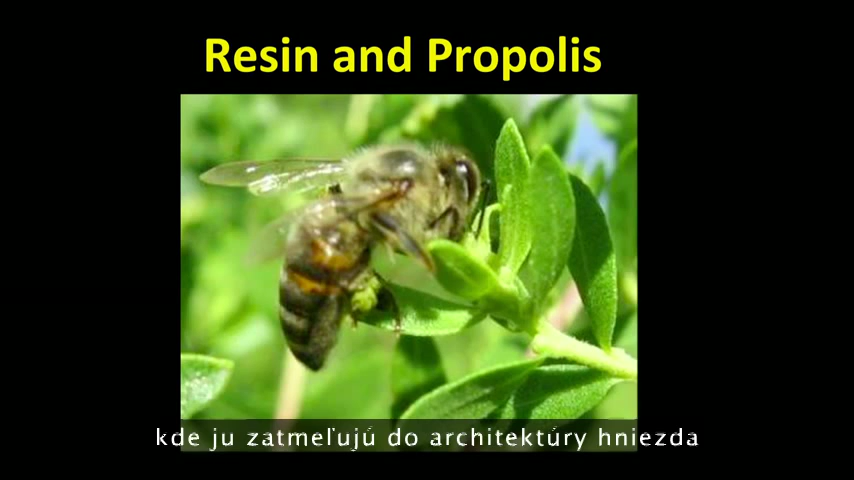 Resin and Propolis
kde ju zatmeľujú do architektúry hniezda